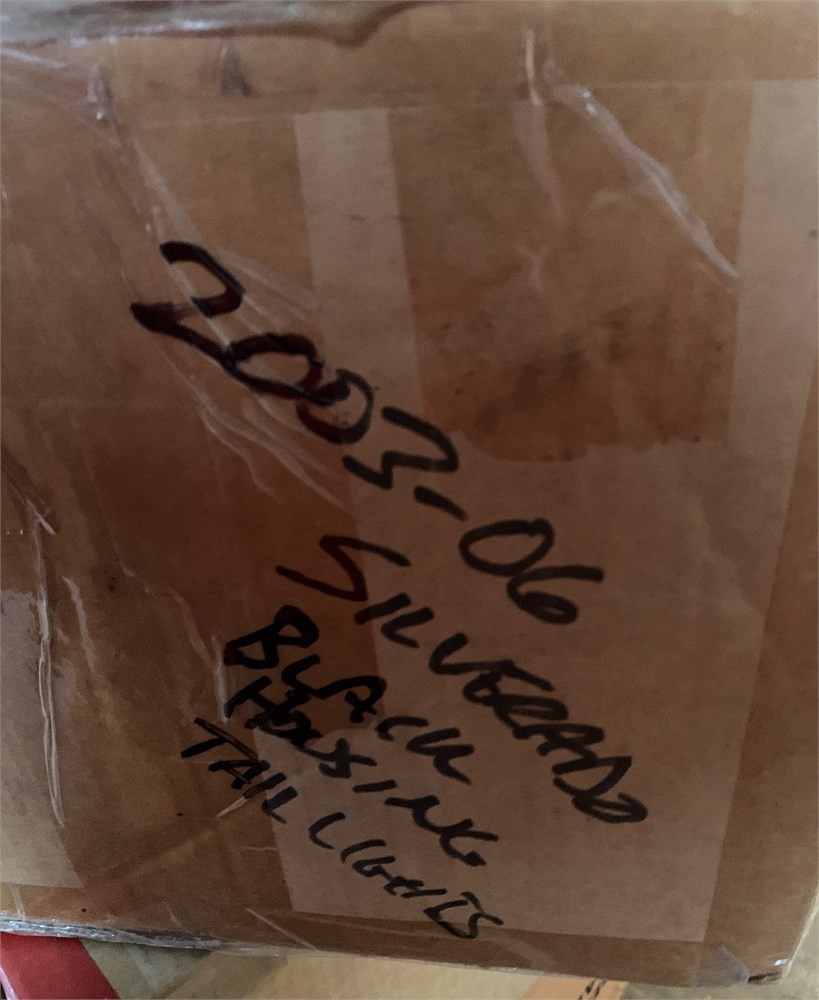 2003-06
SILVERADO
BLACK
HOUSING
TAIL LIGHTS